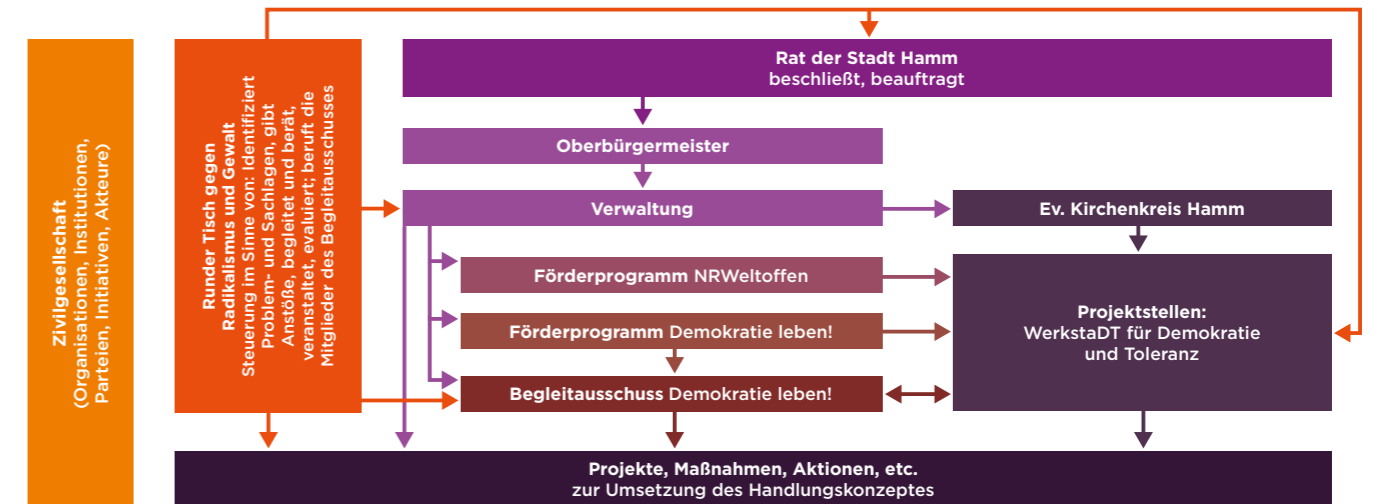 Zivilgesellschaft
(Organisationen, Institutionen,
Parteien, Initiativen, Akteure)
Runder Tisch gegen
Radikalismus und Gewalt
Steuerung im Sinne von: Identifiziert
Problem- und Sachlagen, gibt
Anstöße, begleitet und berät,
veranstaltet, evaluiert; beruft die
Mitglieder des Begleitausschusses
Rat der Stadt Hamm
beschließt, beauftragt
Oberbürgermeister
Verwaltung
Ev. Kirchenkreis Hamm
Förderprogramm NRWeltoffen
Förderprogramm Demokratie leben!
Begleitausschuss Demokratie leben!
Projektstellen:
WerkstaDT für Demokratie
und Toleranz
Projekte, Maßnahmen, Aktionen, etc.
zur Umsetzung des Handlungskonzeptes